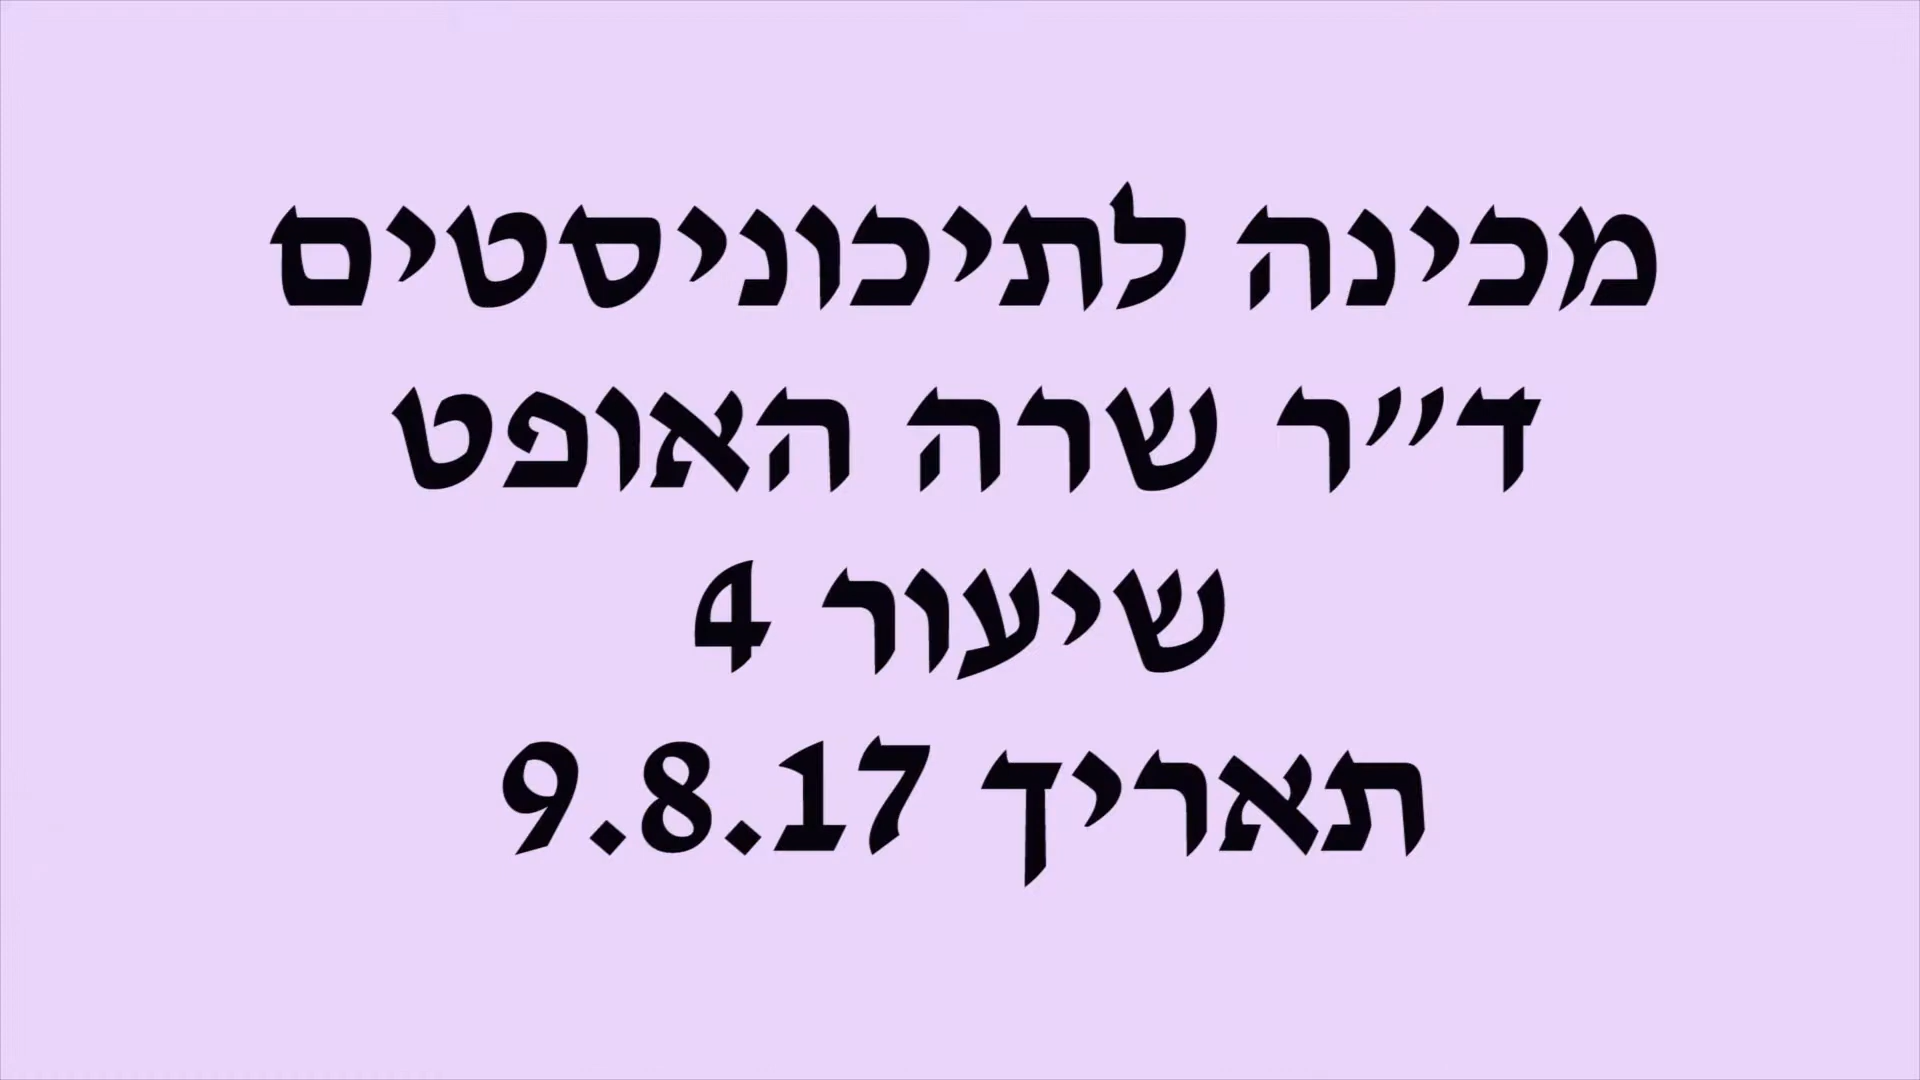 מכינה לתיכוניסטים
ד״ר שרה האופט
שיעור 4
תאריך 9.8.17